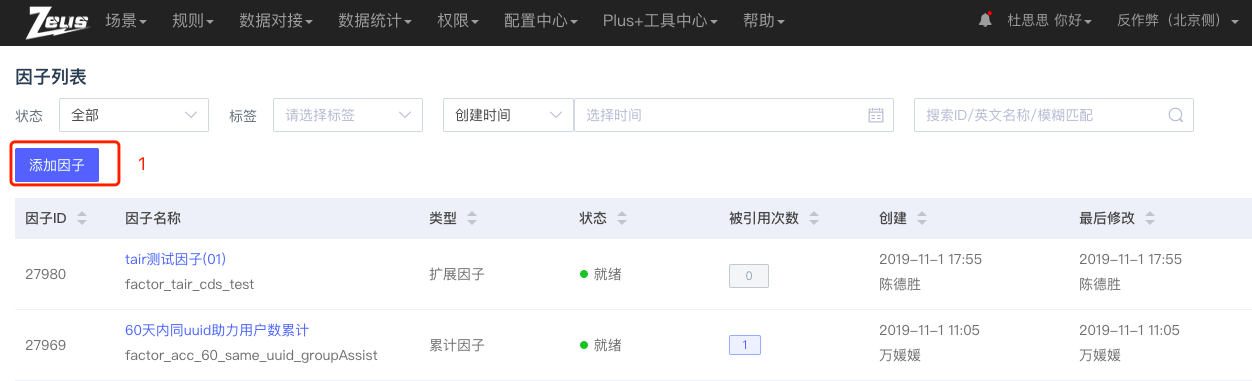 Zeus 场景 规则 数据对接 数据统计 权限 配置中心 Plus+工具中心 帮助 杜思思 你好 反作弊（北京侧）
因子列表
状态 全部 标签 请选择标签 创建时间 选择时间 搜索ID/英文名称/模糊匹配
添加因子 1
因子ID 因子名称 类型 状态 被引用次数 创建 最后修改
tair测试因子(01) 2019-11-1 17:55 2019-11-1 17:55
27980 扩展因子 就绪 0
factor_tair_cds_test 陈德胜 陈德胜
60天内同uuid助力用户数累计 2019-11-1 11:05 2019-11-1 11:05
27969 累计因子 就绪 1
factor_acc_60_same_uuid_groupAssist 万媛媛 万媛媛